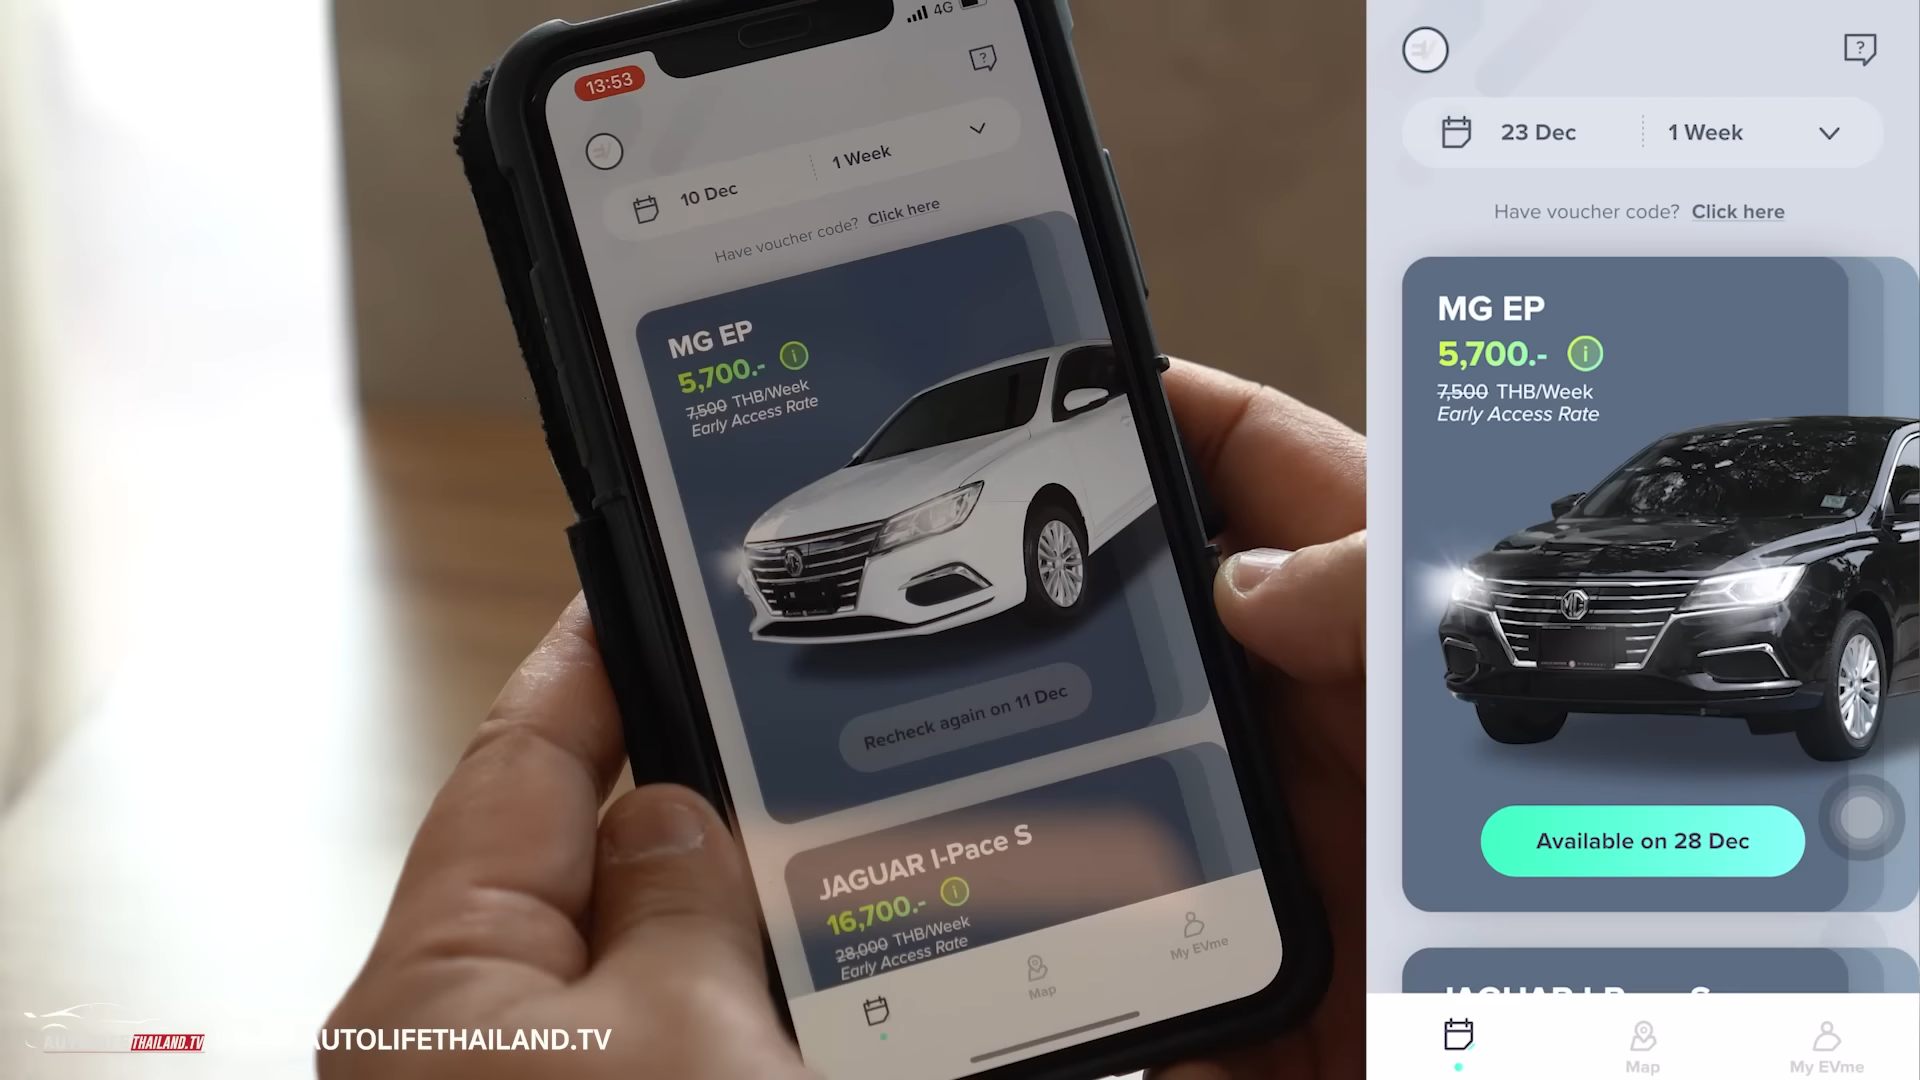 4G
13:53
10 Dec
1 Week
Have voucher code? Click here
MG EP
5,700.-
7,500 THB/Week
Early Access Rate
Recheck again on 11 Dec
JAGUAR I-Pace S
16,700.-
28,000 THB/Week
Early Access Rate
Map
My EVme
THAILAND.TV
AUTOLIFETHAILAND.TV
23 Dec
1 Week
Have voucher code? Click here
MG EP
5,700.-
7,500 THB/Week
Early Access Rate
MG
Available on 28 Dec
Map
My EVme